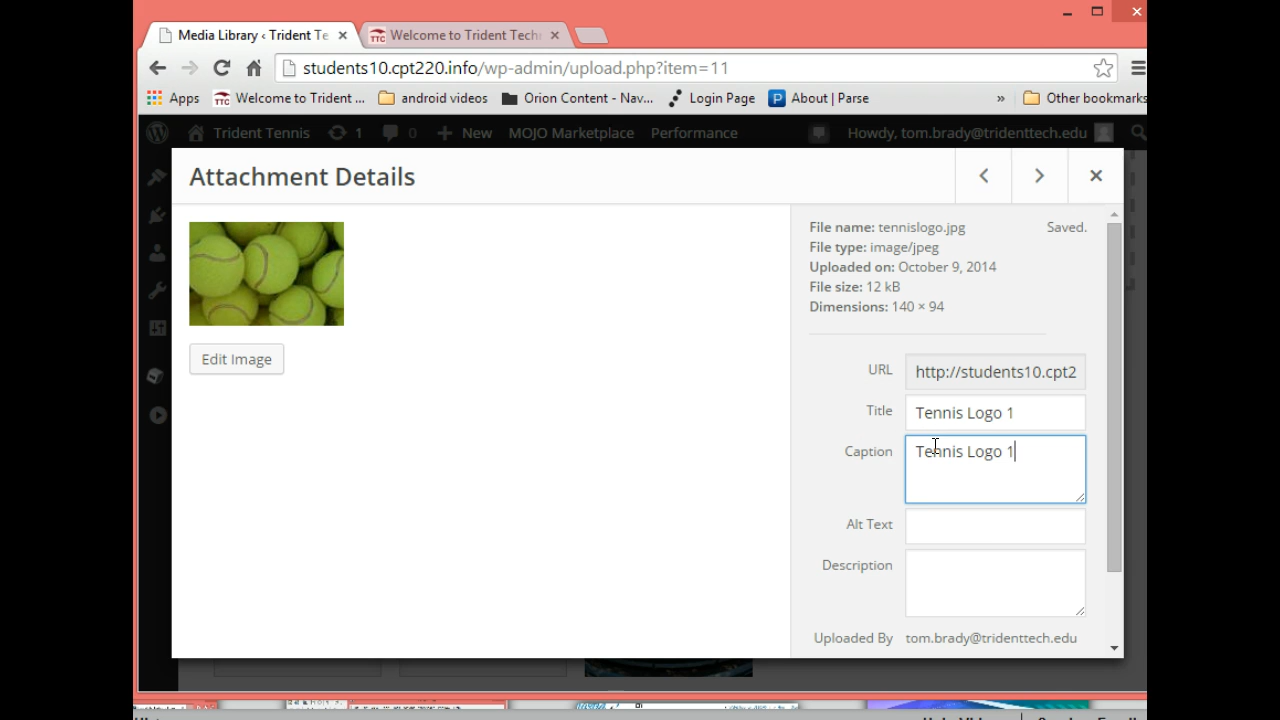 Media Library ‹ Trident Te
Welcome to Trident Tech
students10.cpt220.info/wp-admin/upload.php?item=11
Apps TTC Welcome to Trident ... android videos Orion Content - Nav... Login Page P About | Parse » Other bookmarks
Trident Tennis 1 0 New MOJO Marketplace Performance Howdy, tom.brady@tridenttech.edu
Attachment Details
File name: tennislogo.jpg Saved.
File type: image/jpeg
Uploaded on: October 9, 2014
File size: 12 kB
Dimensions: 140 × 94
Edit Image
URL http://students10.cpt2
Title Tennis Logo 1
Caption Tennis Logo 1
Alt Text
Description
Uploaded By tom.brady@tridenttech.edu